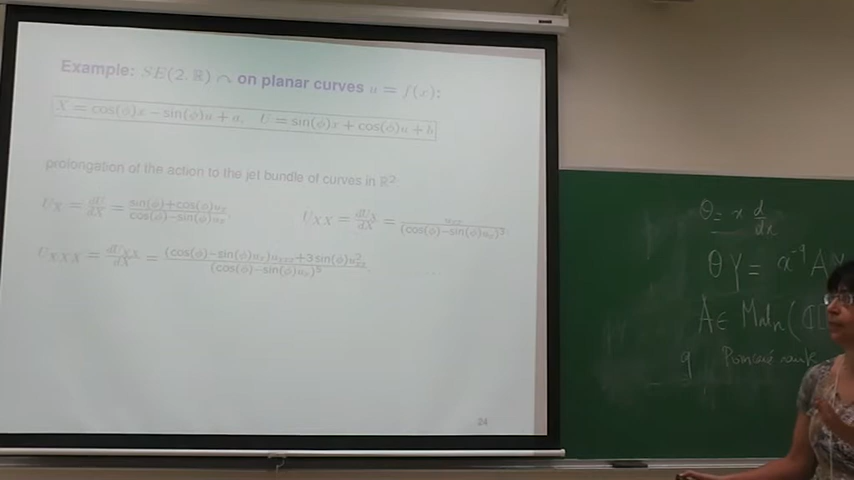 Example: SE(2,ℝ) ↷ on planar curves u = f(x):
X = cos(ϕ)x − sin(ϕ)u + a, U = sin(ϕ)x + cos(ϕ)u + b
prolongation of the action to the jet bundle of curves in ℝ²
U_X = dU/dX = (sin(ϕ)+cos(ϕ)u_x)/(cos(ϕ)−sin(ϕ)u_x), U_XX = dU_X/dX = u_xx/(cos(ϕ)−sin(ϕ)u_x)³
U_XXX = dU_XX/dX = ((cos(ϕ)−sin(ϕ)u_x)u_xxx+3 sin(ϕ)u²_xx)/(cos(ϕ)−sin(ϕ)u_x)⁵
24
θ = x d/dx
θY = x⁻q A
A ∈ Mat_n(
q Poincaré rank